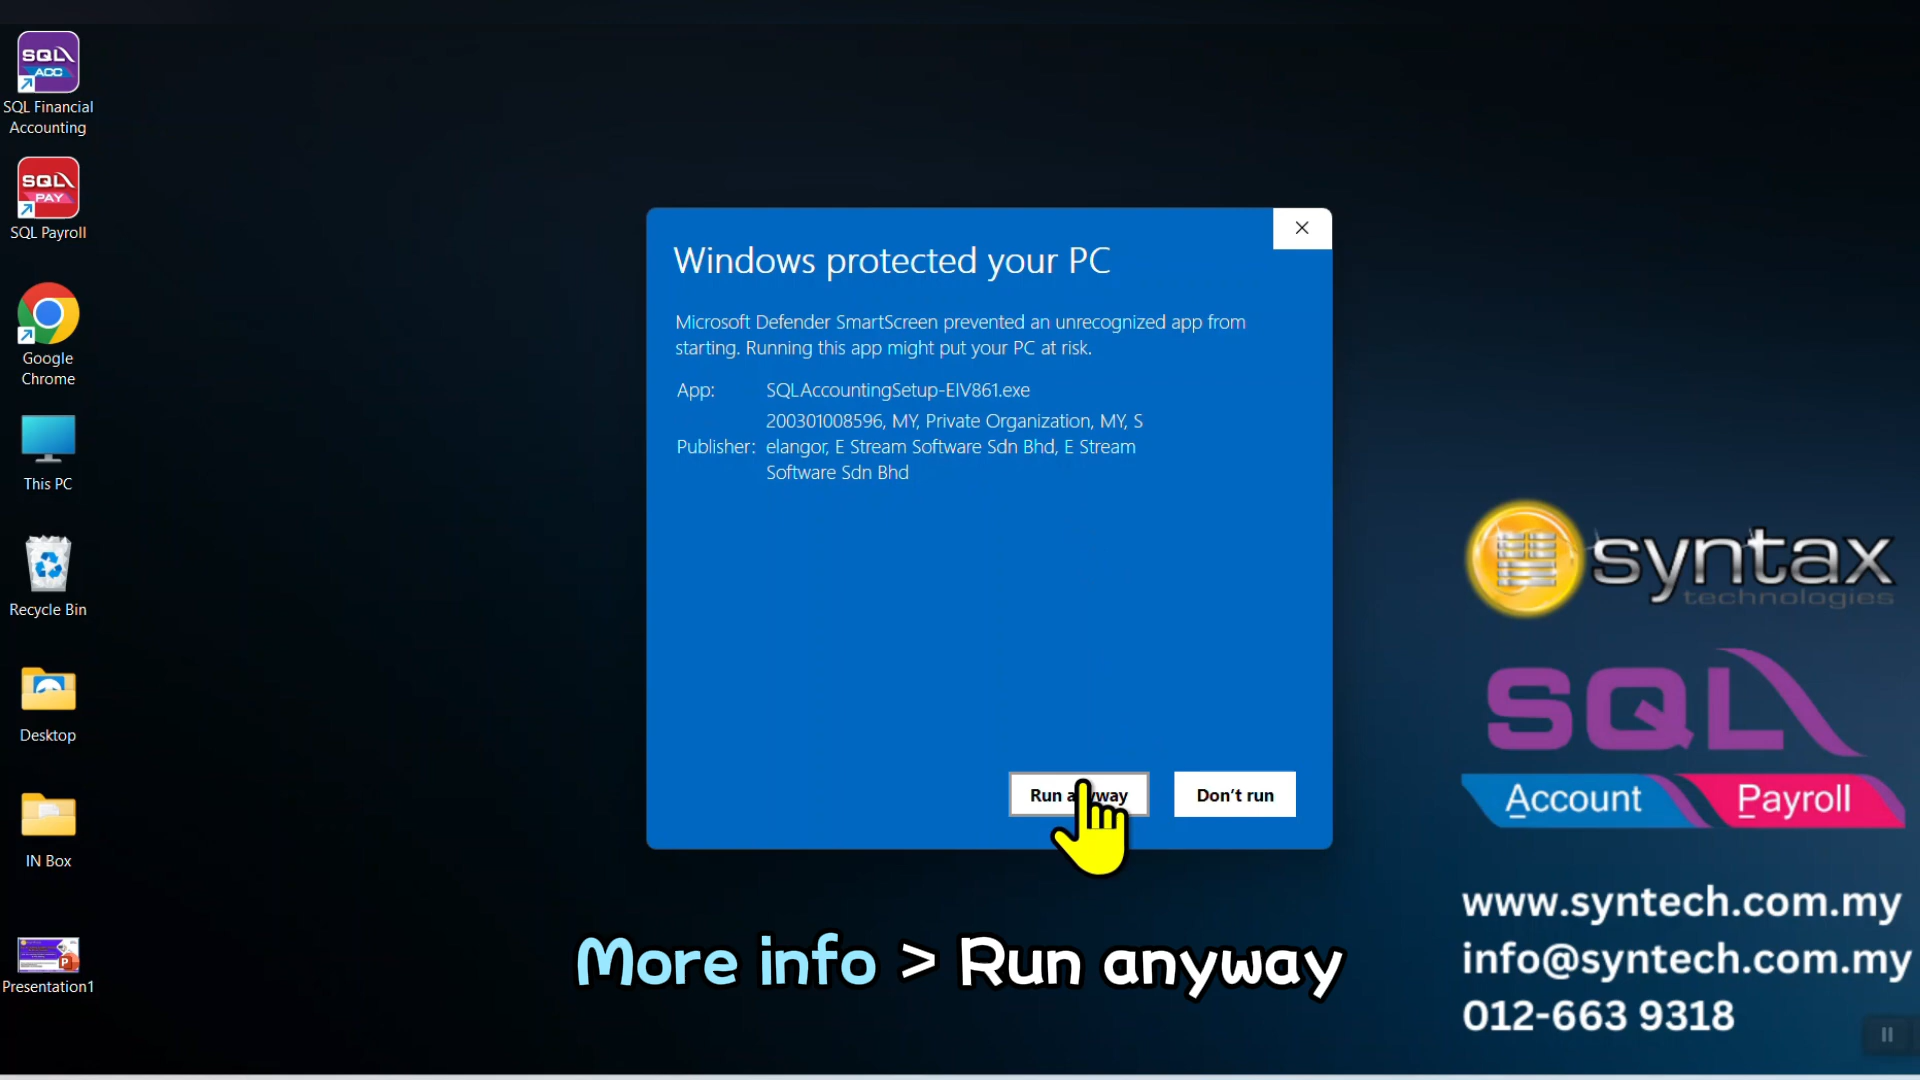 SQL
ACC
SQL Financial
Accounting
SQL
PAY
SQL Payroll
Google
Chrome
This PC
Recycle Bin
Desktop
IN Box
Presentation1
Windows protected your PC
Microsoft Defender SmartScreen prevented an unrecognized app from
starting. Running this app might put your PC at risk.
App: SQLAccountingSetup-EIV861.exe
200301008596, MY, Private Organization, MY, S
Publisher: elangor, E Stream Software Sdn Bhd, E Stream
Software Sdn Bhd
Run anyway
Don't run
More info > Run anyway
syntax
technologies
SQL
Account
Payroll
www.syntech.com.my
info@syntech.com.my
012-663 9318